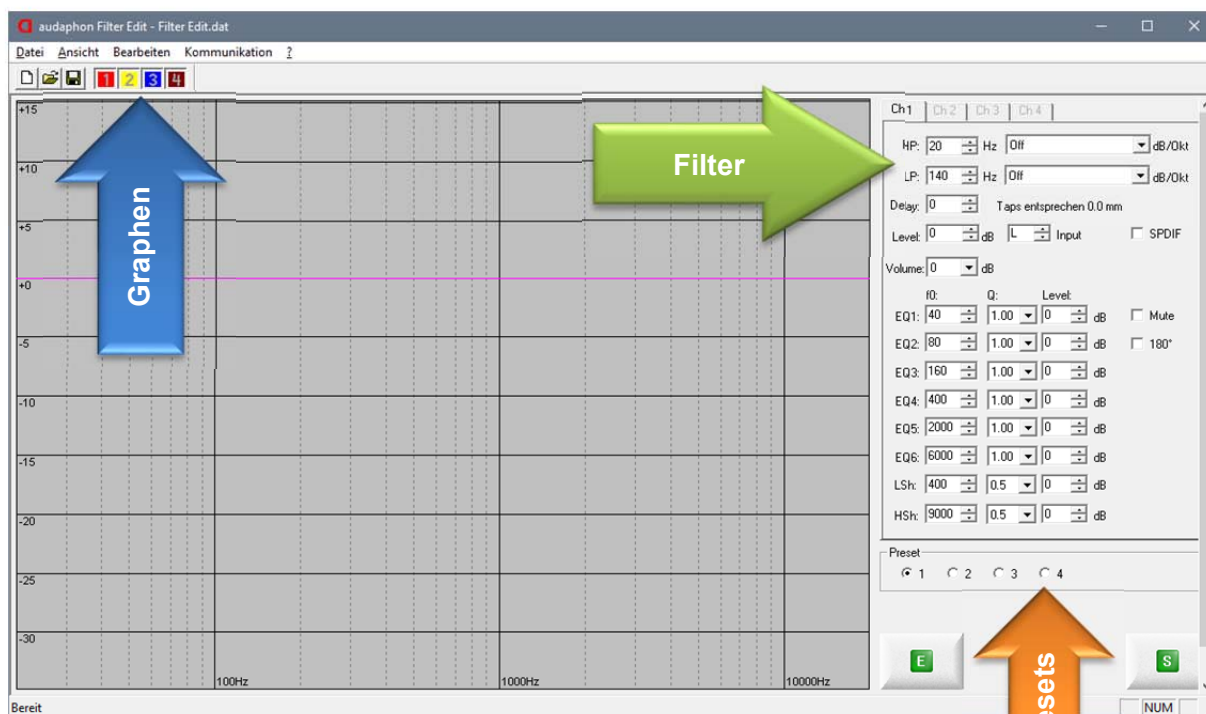 audaphon Filter Edit - Filter Edit.dat
Datei Ansicht Bearbeiten Kommunikation ?
1 2 3 4
Graphen
Filter
+15
+10
+5
+0
-5
-10
-15
-20
-25
-30
100Hz 1000Hz 10000Hz
Ch 1 Ch 2 Ch 3 Ch 4
HP: 20 Hz Off dB/Okt
LP: 140 Hz Off dB/Okt
Delay: 0 Taps entsprechen 0.0 mm
Level: 0 dB L Input SPDIF
Volume: 0 dB
f0: Q: Level:
EQ1: 40 1.00 0 dB Mute
EQ2: 80 1.00 0 dB 180°
EQ3: 160 1.00 0 dB
EQ4: 400 1.00 0 dB
EQ5: 2000 1.00 0 dB
EQ6: 6000 1.00 0 dB
LSh: 400 0.5 0 dB
HSh: 9000 0.5 0 dB
Preset
1 2 3 4
E S
Bereit NUM